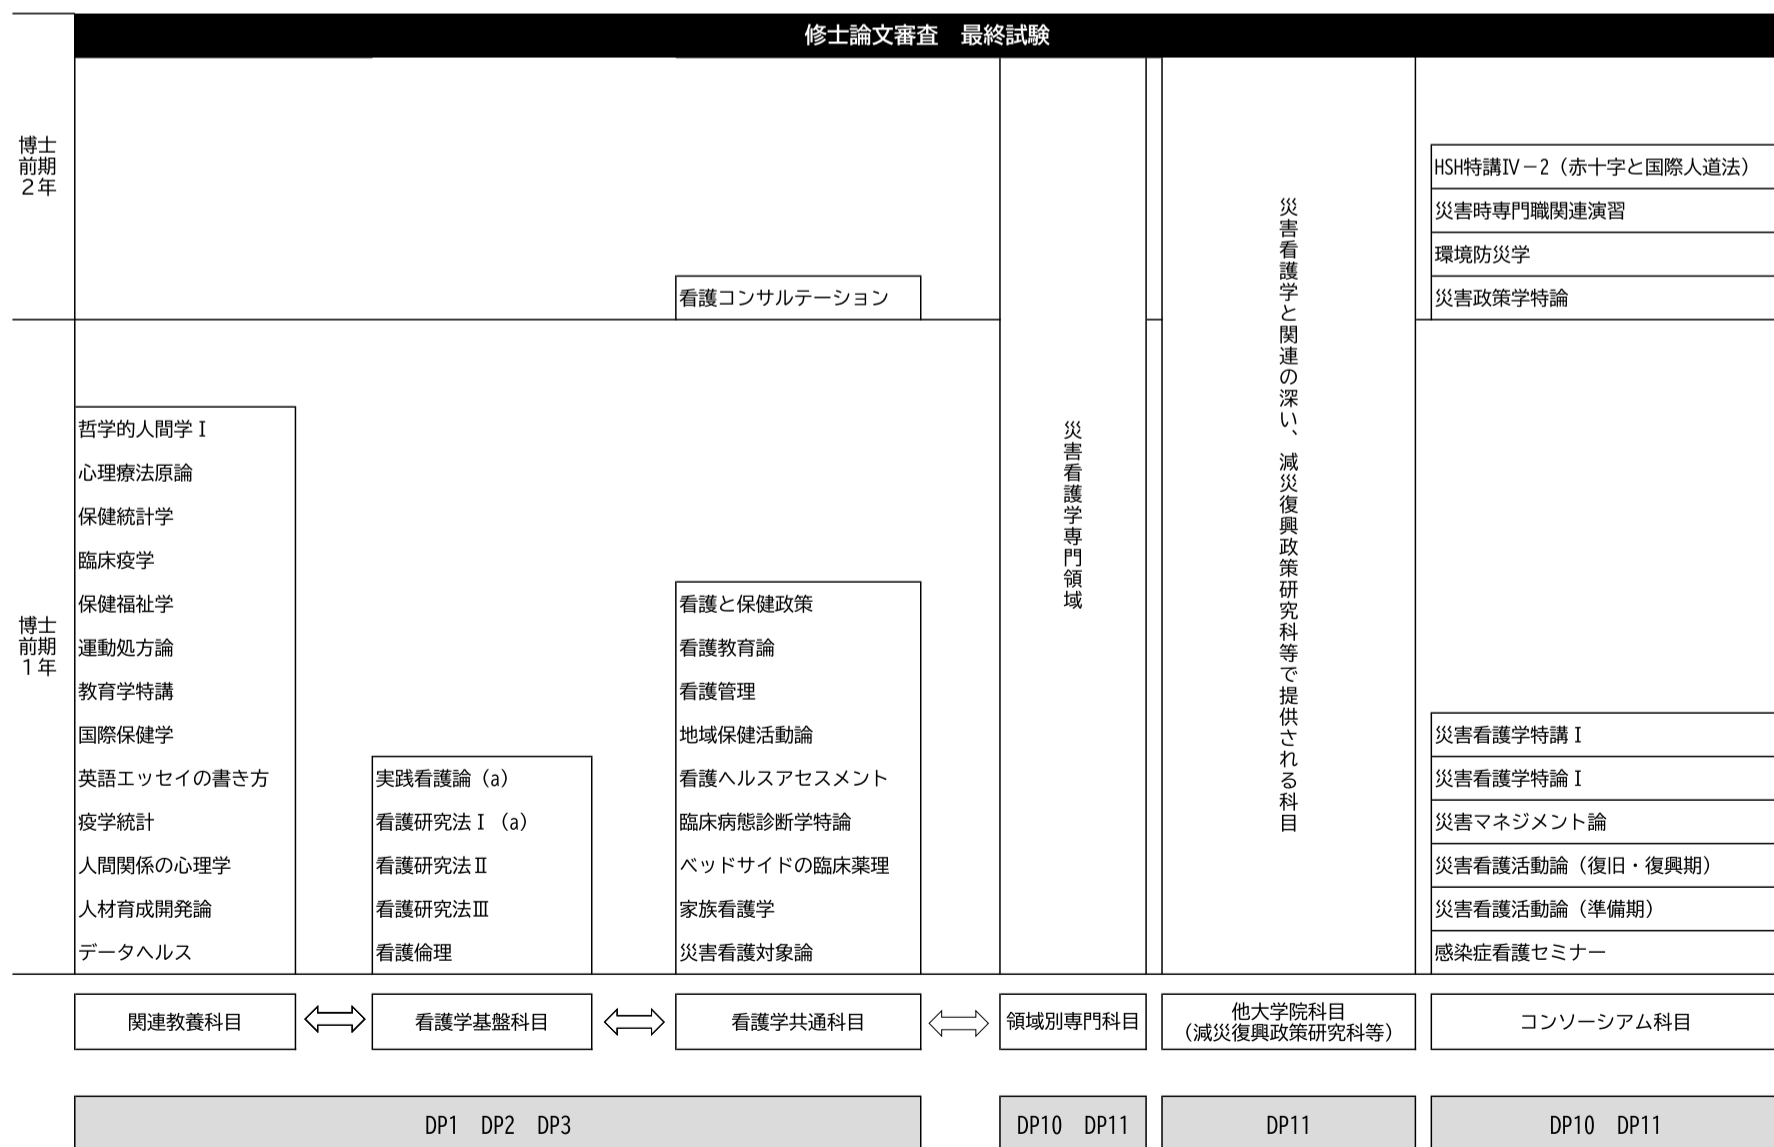 修士論文審査　最終試験
博士
前期
２年
HSH特講Ⅳ－2（赤十字と国際人道法）
災害時専門職関連演習
環境防災学
看護コンサルテーション
災害政策学特論
博士
前期
１年
哲学的人間学Ⅰ
心理療法原論
保健統計学
臨床疫学
保健福祉学
運動処方論
教育学特講
国際保健学
英語エッセイの書き方
疫学統計
人間関係の心理学
人材育成開発論
データヘルス
実践看護論（a）
看護研究法Ⅰ（a）
看護研究法Ⅱ
看護研究法Ⅲ
看護倫理
看護と保健政策
看護教育論
看護管理
地域保健活動論
看護ヘルスアセスメント
臨床病態診断学特論
ベッドサイドの臨床薬理
家族看護学
災害看護対象論
災害看護学専門領域
災害看護学と関連の深い、減災復興政策研究科等で提供される科目
災害看護学特講Ⅰ
災害看護学特論Ⅰ
災害マネジメント論
災害看護活動論（復旧・復興期）
災害看護活動論（準備期）
感染症看護セミナー
関連教養科目
看護学基盤科目
看護学共通科目
領域別専門科目
他大学院科目
（減災復興政策研究科等）
コンソーシアム科目
DP1　DP2　DP3
DP10　DP11
DP11
DP10　DP11